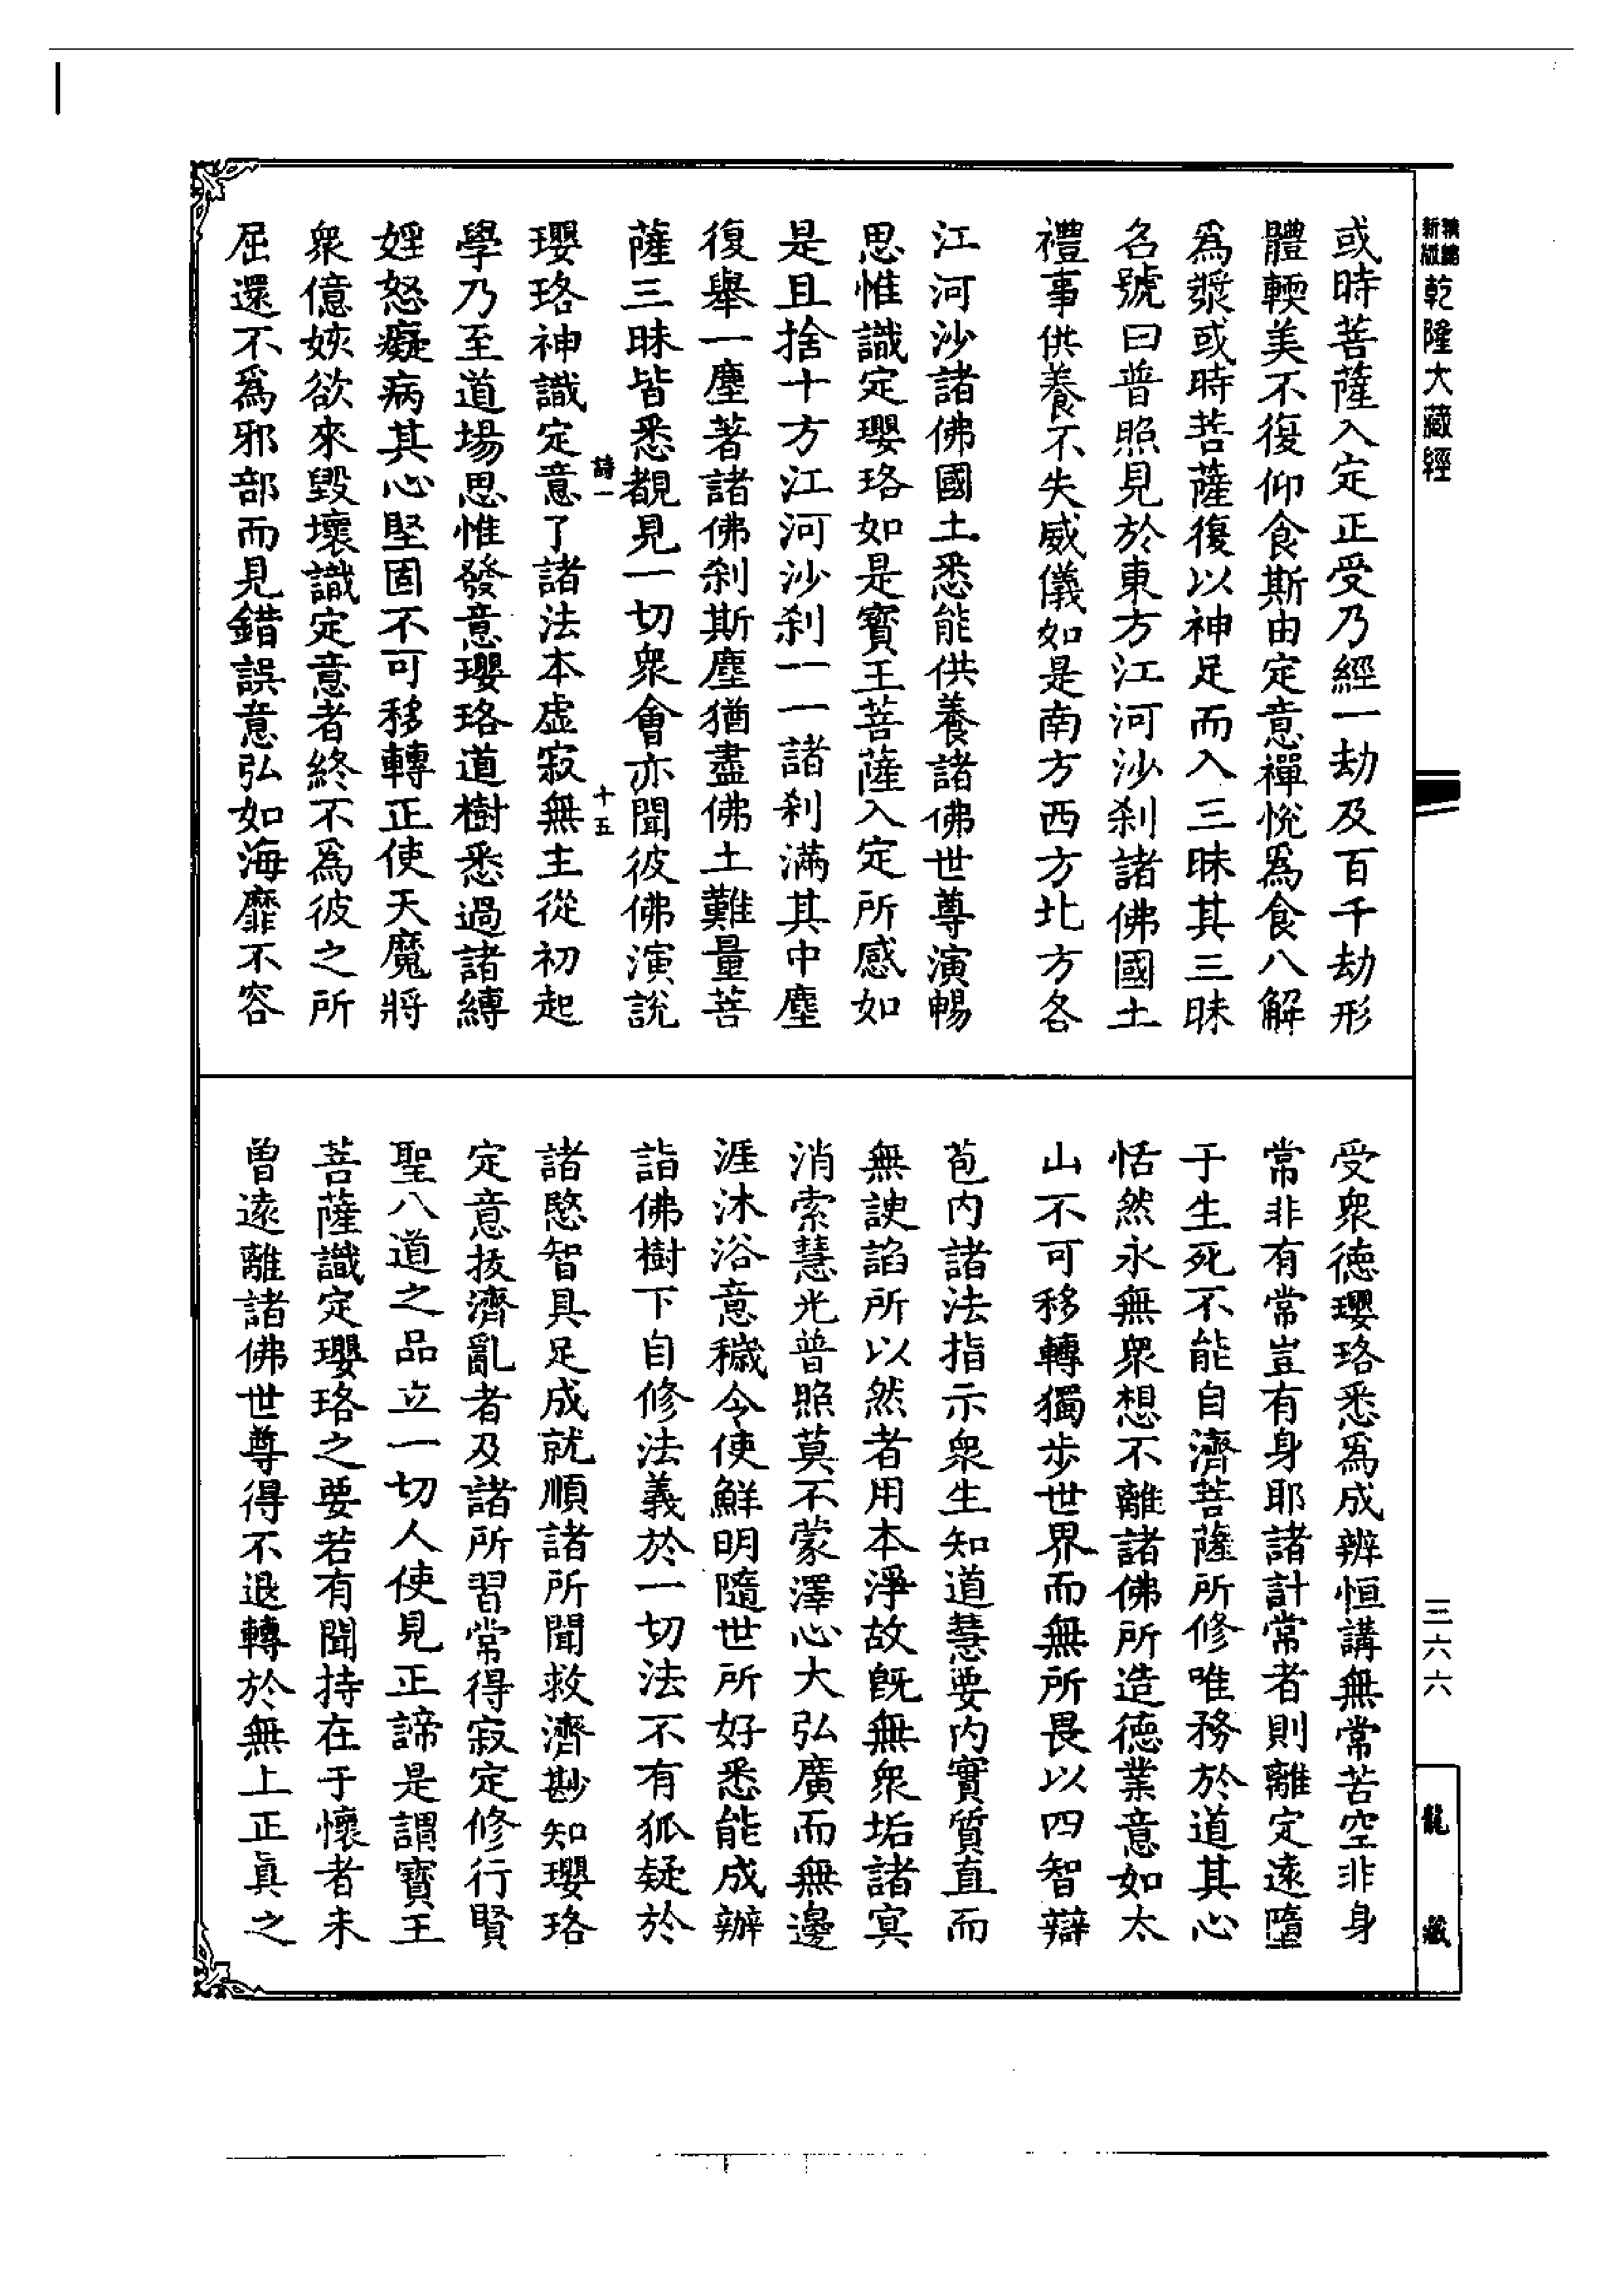 新版
乾隆大藏經
三六六
龍藏
或時菩薩入定正受乃經一劫及百千劫形
體輭美不復仰食斯由定意禪悅爲食八解
爲漿或時菩薩復以神足而入三昧其三昧
名號曰普照見於東方江河沙刹諸佛國土
禮事供養不失威儀如是南方西方北方各
江河沙諸佛國土悉能供養諸佛世尊演暢
思惟識定瓔珞如是寳王菩薩入定所感如
是且捨十方江河沙刹一一諸刹滿其中塵
復舉一塵著諸佛刹斯塵猶盡佛土難量菩
薩三昧皆悉覩見一切衆會亦聞彼佛演說
詩一
十五
瓔珞神識定意了諸法本虛寂無主從初起
學乃至道場思惟發意瓔珞道樹悉過諸縛
婬怒癡病其心堅固不可移轉正使天魔將
衆億姟欲來毀壞識定意者終不爲彼之所
屈還不爲邪部而見錯誤意弘如海靡不容
受衆德瓔珞悉爲成辨恒講無常苦空非身
常非有常豈有身耶諸計常者則離定遠墮
于生死不能自濟菩薩所修唯務於道其心
恬然永無衆想不離諸佛所造德業意如太
山不可移轉獨步世界而無所畏以四智辯
苞内諸法指示衆生知道慧要内實質直而
無諛諂所以然者用本淨故旣無衆垢諸冥
消索慧光普照莫不蒙澤心大弘廣而無邊
涯沐浴意穢令使鮮明隨世所好悉能成辦
詣佛樹下自修法義於一切法不有狐疑於
諸愍智具足成就順諸所聞救濟尠知瓔珞
定意拔濟亂者及諸所習常得寂定修行賢
聖八道之品立一切人使見正諦是謂寳王
菩薩識定瓔珞之要若有聞持在于懷者未
曾遠離諸佛世尊得不退轉於無上正眞之